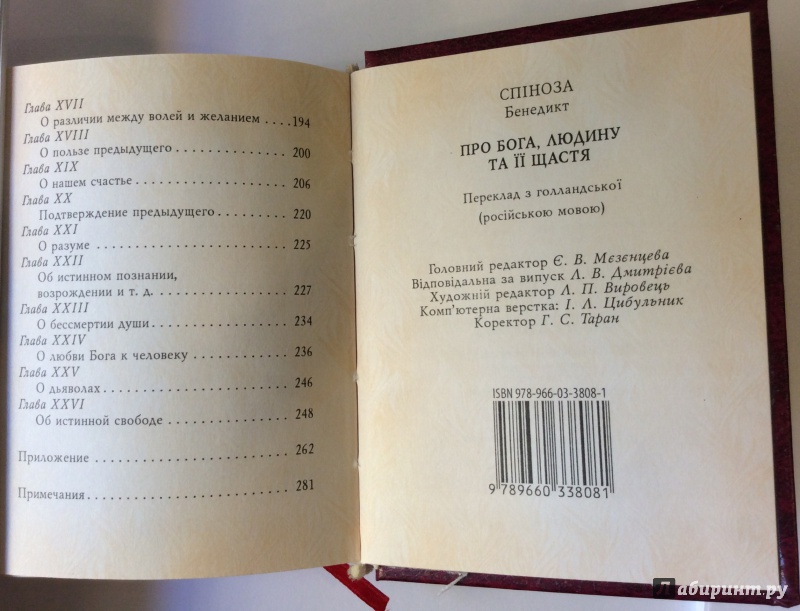 Глава XVII
О различии между волей и желанием ....194
Глава XVIII
О пользе предыдущего ................ 200
Глава XIX
О нашем счастье ..................... 206
Глава XX
Подтверждение предыдущего .......... 220
Глава XXI
О разуме ........................... 225
Глава XXII
Об истинном познании,
возрождении и т. д. ................. 227
Глава XXIII
О бессмертии души .................. 234
Глава XXIV
О любви Бога к человеку ............. 236
Глава XXV
О дьяволах ......................... 246
Глава XXVI
Об истинной свободе ................ 248
Приложение ......................... 262
Примечания ......................... 281
СПІНОЗА
Бенедикт
ПРО БОГА, ЛЮДИНУ
ТА ЇЇ ЩАСТЯ
Переклад з голландської
(російською мовою)
Головний редактор Є. В. Мєзєнцева
Відповідальна за випуск Л. В. Дмитрієва
Художній редактор Л. П. Вировець
Комп'ютерна верстка: І. Л. Цибульник
Коректор Г. С. Таран
ISBN 978-966-03-3808-1
9 789660 338081
Лабиринт.ру